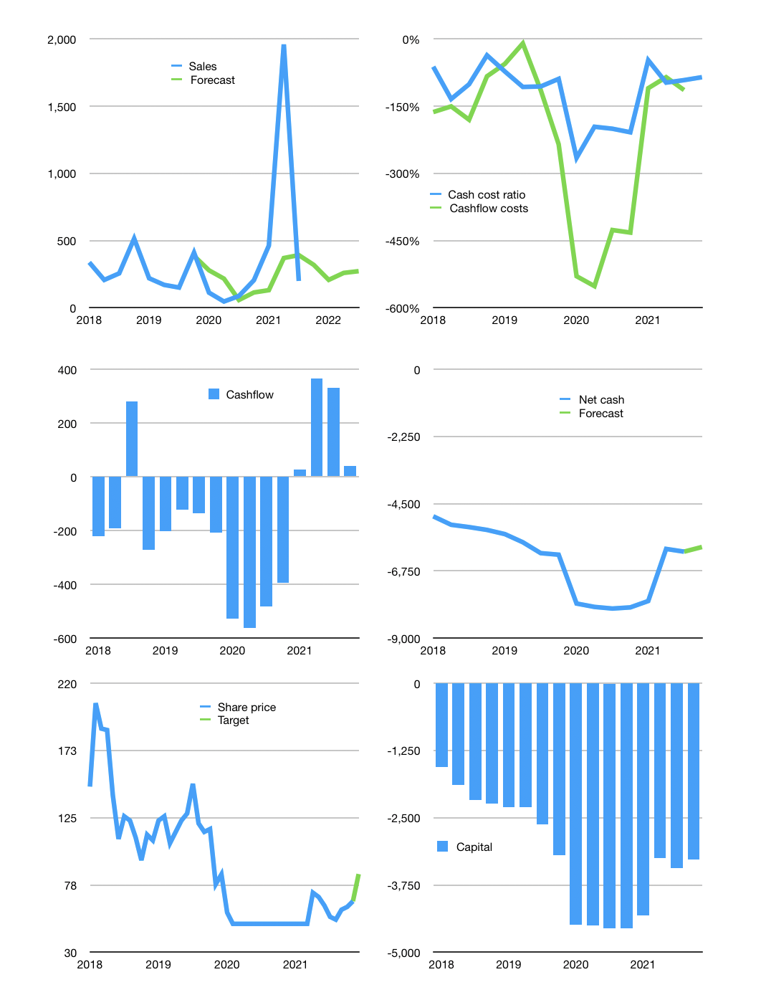 2,000
1,500
1,000
500
0
Sales
Forecast
2018 2019 2020 2021 2022
0%
-150%
-300%
-450%
-600%
Cash cost ratio
Cashflow costs
2018 2019 2020 2021
400
200
0
-200
-400
-600
Cashflow
2018 2019 2020 2021
0
-2,250
-4,500
-6,750
-9,000
Net cash
Forecast
2018 2019 2020 2021
220
173
125
78
30
Share price
Target
2018 2019 2020 2021
0
-1,250
-2,500
-3,750
-5,000
Capital
2018 2019 2020 2021